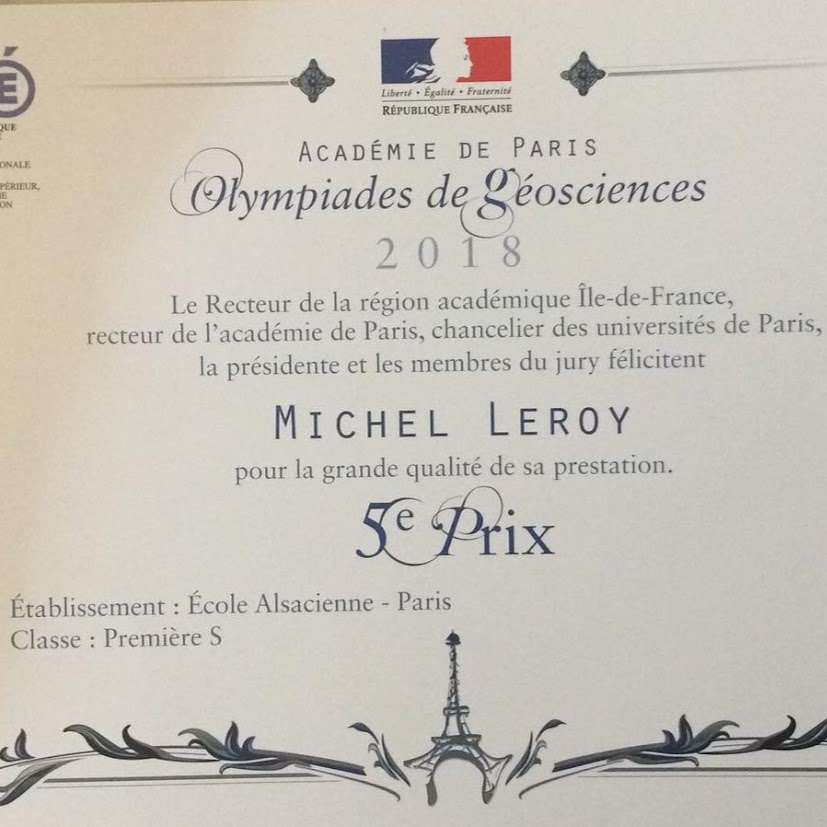 É
QUE
ONALE
PÉRIEUR,
ON
Liberté • Égalité • Fraternité
RÉPUBLIQUE FRANÇAISE
ACADÉMIE DE PARIS
Olympiades de géosciences
2018
Le Recteur de la région académique Île-de-France,
recteur de l'académie de Paris, chancelier des universités de Paris,
la présidente et les membres du jury félicitent
MICHEL LEROY
pour la grande qualité de sa prestation.
5e Prix
Établissement : École Alsacienne - Paris
Classe : Première S